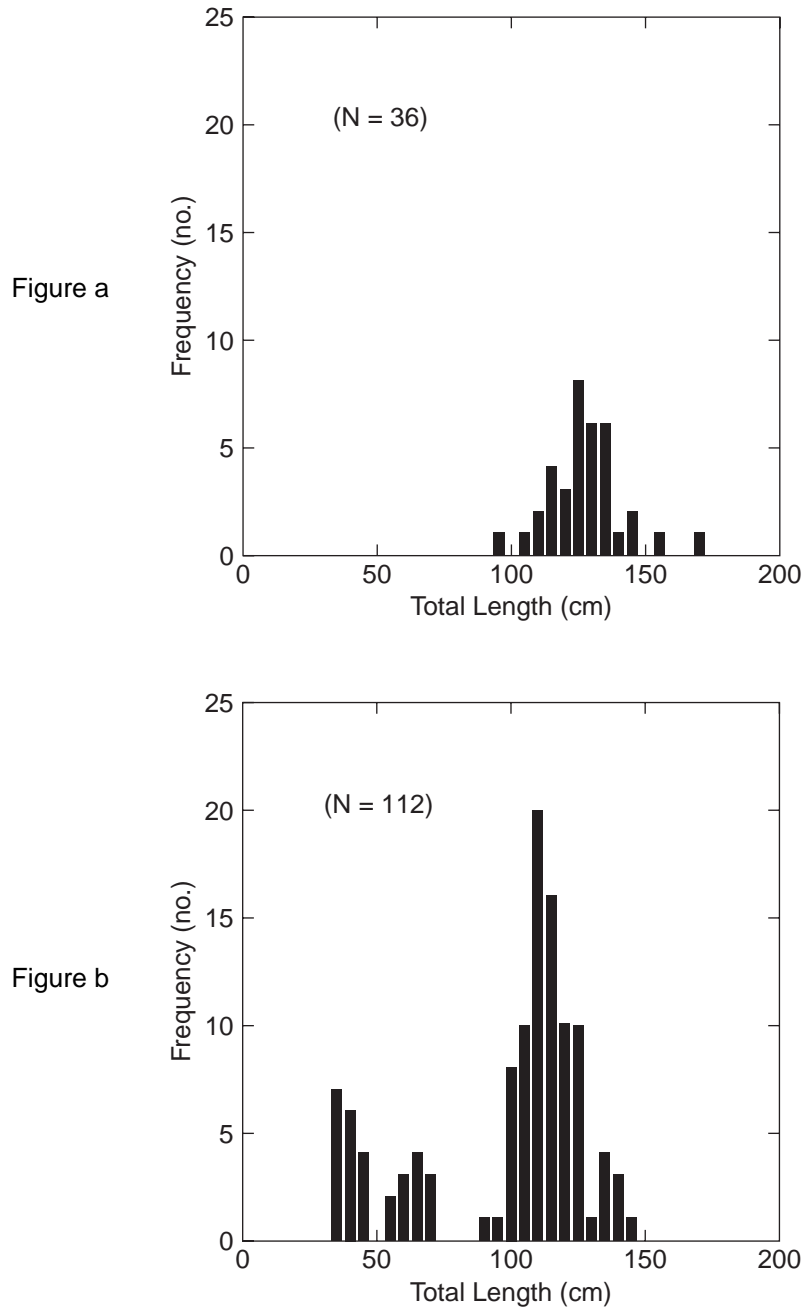 25
20
15
10
5
0
(N = 36)
Frequency (no.)
Figure a
0 50 100 150 200
Total Length (cm)
25
20
15
10
5
0
(N = 112)
Frequency (no.)
Figure b
0 50 100 150 200
Total Length (cm)